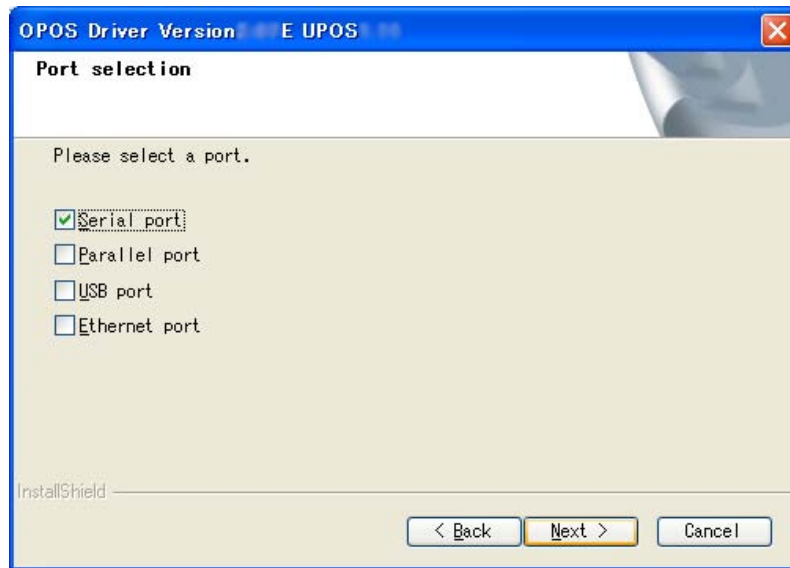 OPOS Driver Version E UPOS
Port selection
Please select a port.
Serial port
Parallel port
USB port
Ethernet port
InstallShield
< Back Next > Cancel